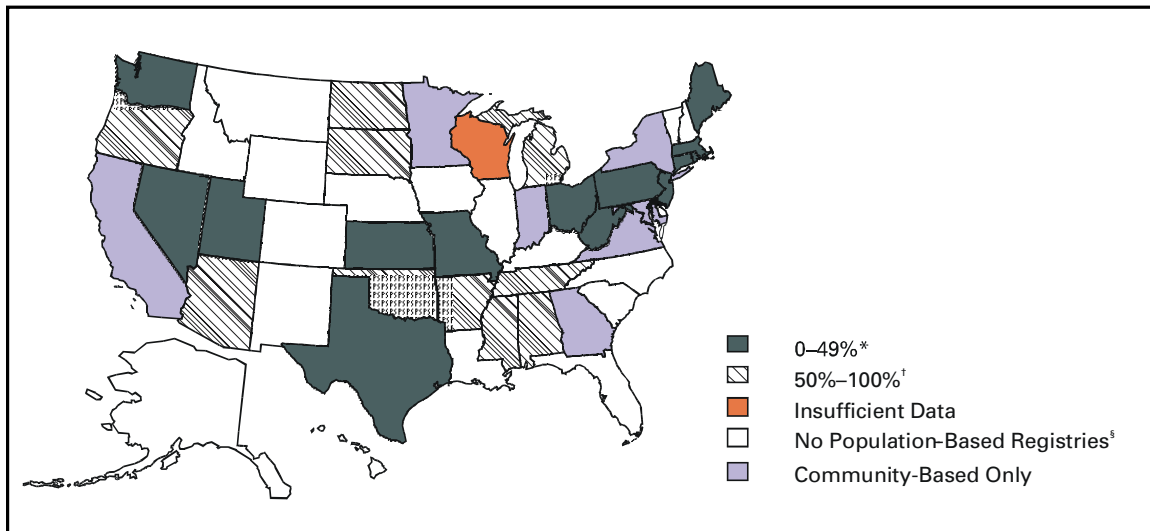 0–49%*
50%–100%†
Insufficient Data
No Population-Based Registries§
Community-Based Only